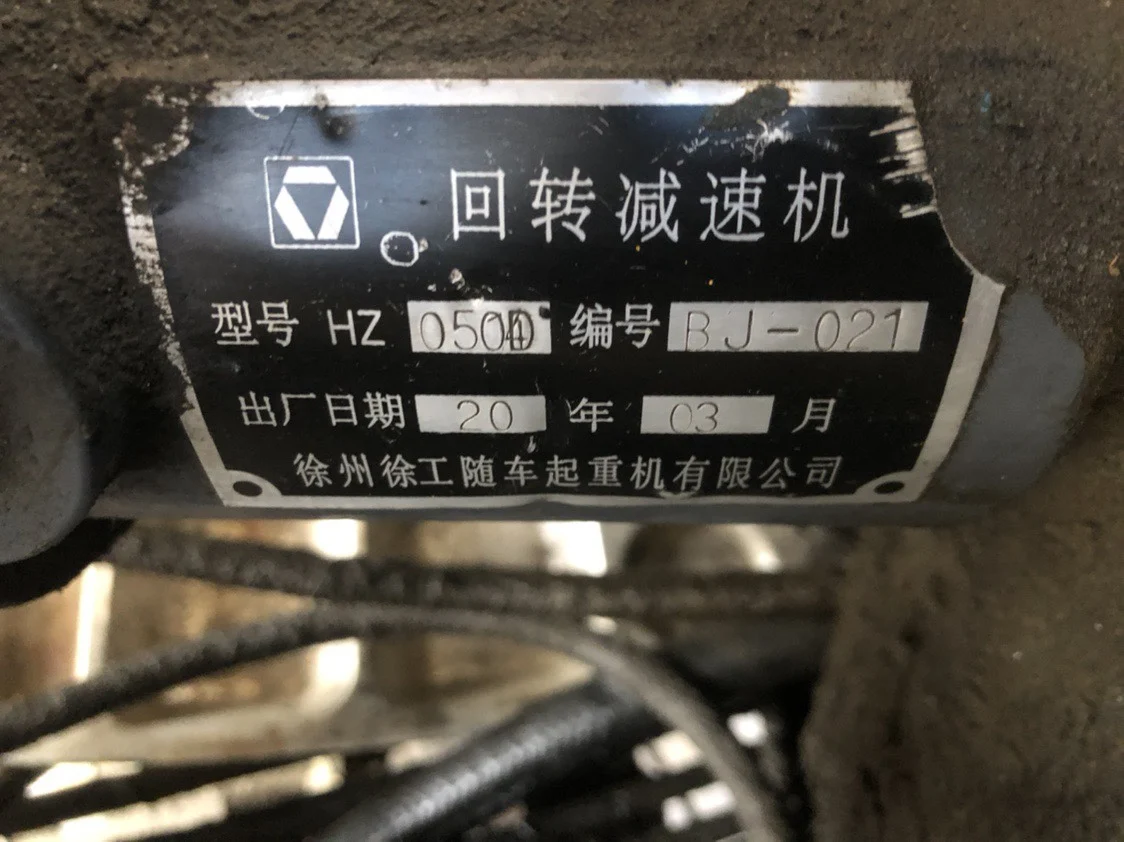 回转减速机
型号 HZ 编号 BJ-021
出厂日期 20 年 03 月
徐州徐工随车起重机有限公司